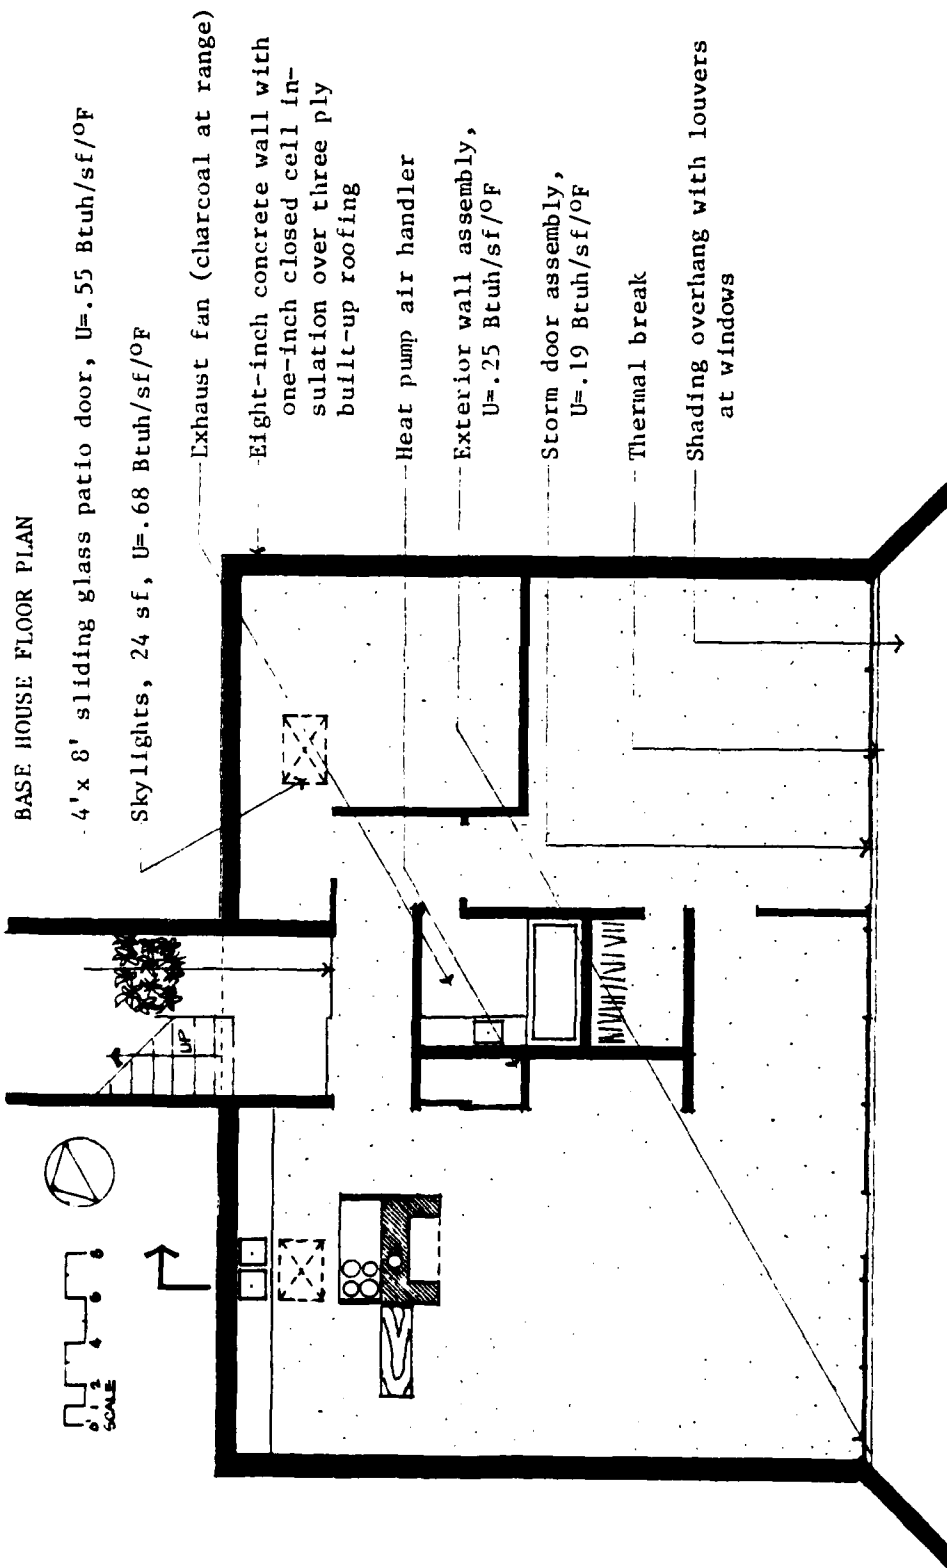 BASE HOUSE FLOOR PLAN
4'x 8' sliding glass patio door, U=.55 Btuh/sf/°F
Skylights, 24 sf, U=.68 Btuh/sf/°F
Exhaust fan (charcoal at range)
Eight-inch concrete wall with
one-inch closed cell in-
sulation over three ply
built-up roofing
Heat pump air handler
Exterior wall assembly,
U=.25 Btuh/sf/°F
Storm door assembly,
U=.19 Btuh/sf/°F
Thermal break
Shading overhang with louvers
at windows
UP
0' 1 2 4 6 8
SCALE